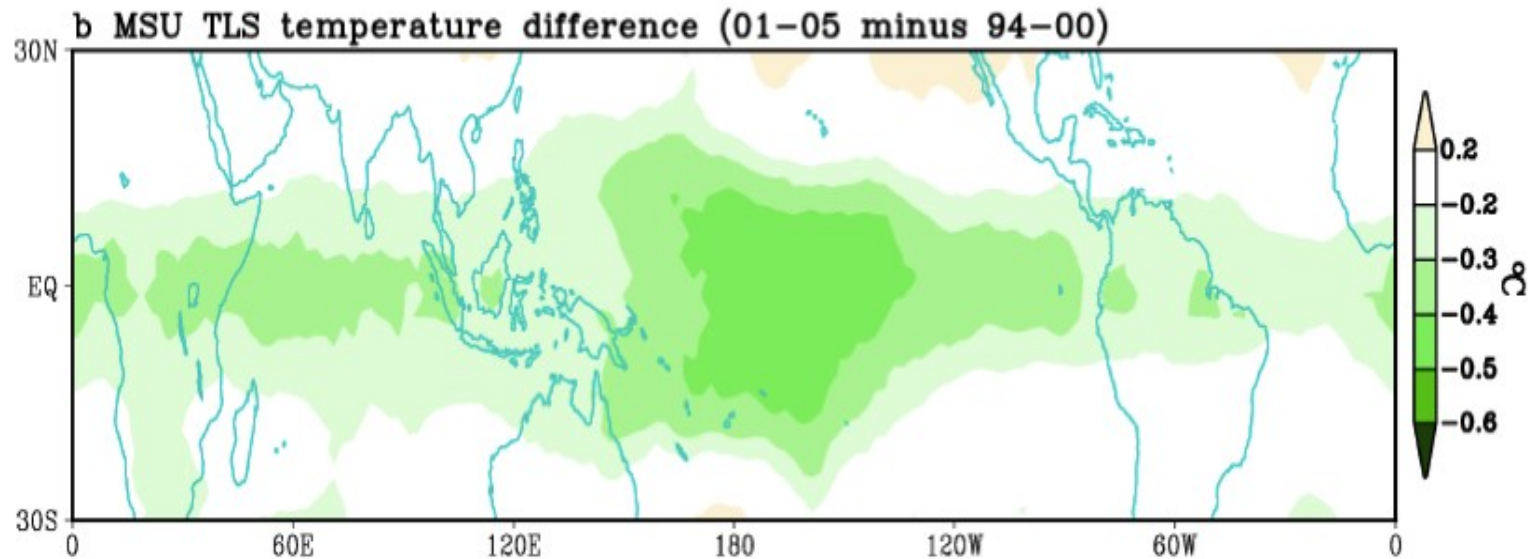 b MSU TLS temperature difference (01-05 minus 94-00)
30N
EQ
30S
0 60E 120E 180 120W 60W 0
0.2
-0.2
-0.3
-0.4
-0.5
-0.6
°C